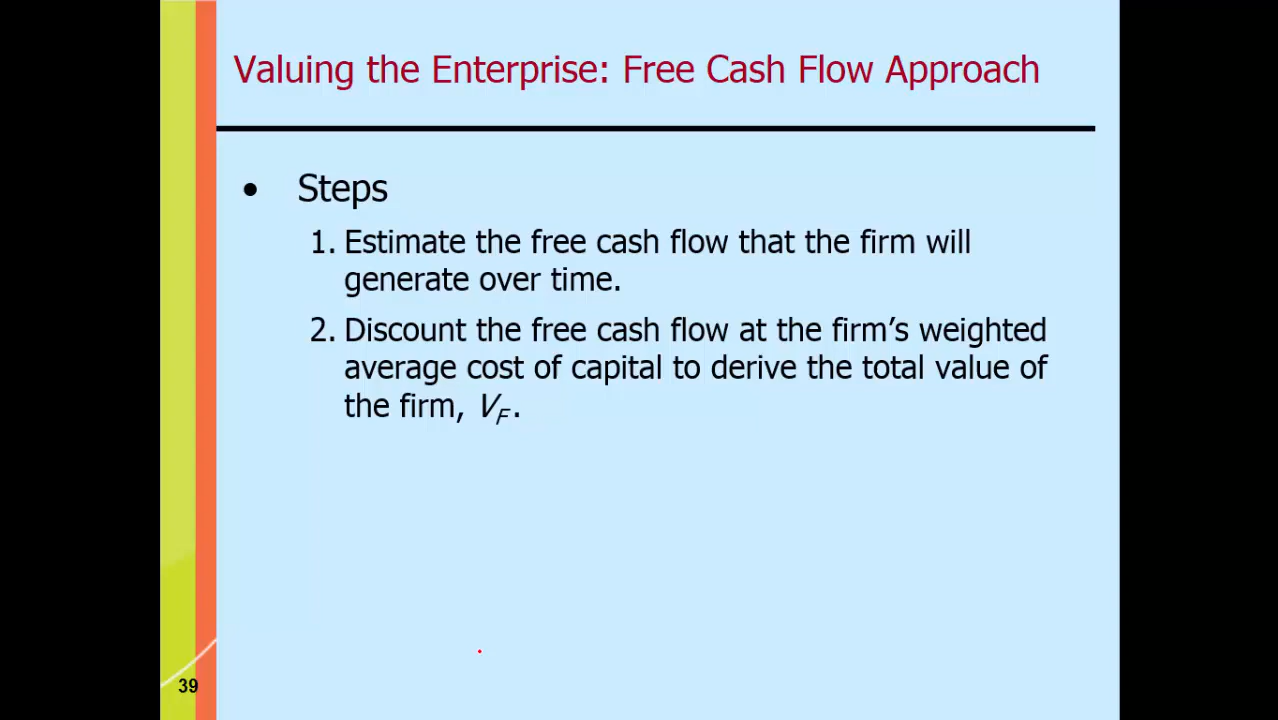 Valuing the Enterprise: Free Cash Flow Approach
• Steps
1. Estimate the free cash flow that the firm will
generate over time.
2. Discount the free cash flow at the firm’s weighted
average cost of capital to derive the total value of
the firm, VF .
39